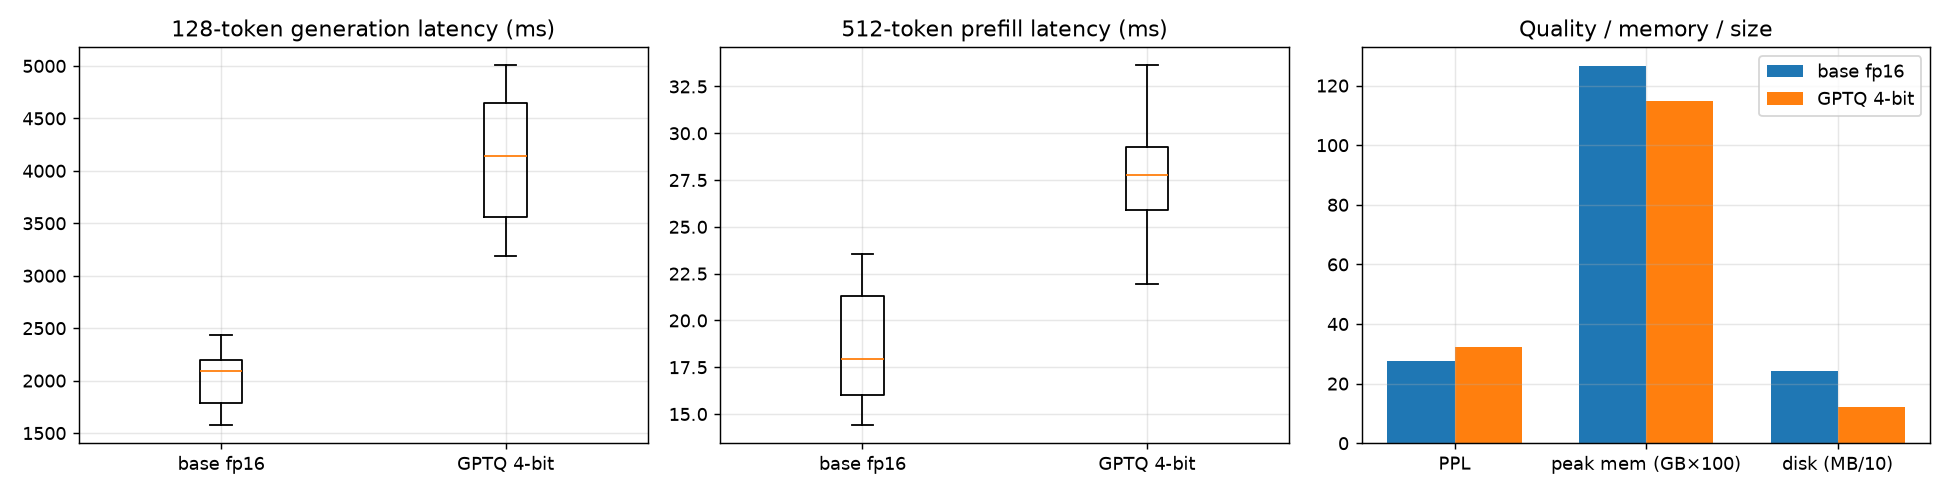 128-token generation latency (ms)
5000
4500
4000
3500
3000
2500
2000
1500
base fp16
GPTQ 4-bit
512-token prefill latency (ms)
32.5
30.0
27.5
25.0
22.5
20.0
17.5
15.0
base fp16
GPTQ 4-bit
Quality / memory / size
base fp16
GPTQ 4-bit
120
100
80
60
40
20
0
PPL
peak mem (GB×100)
disk (MB/10)